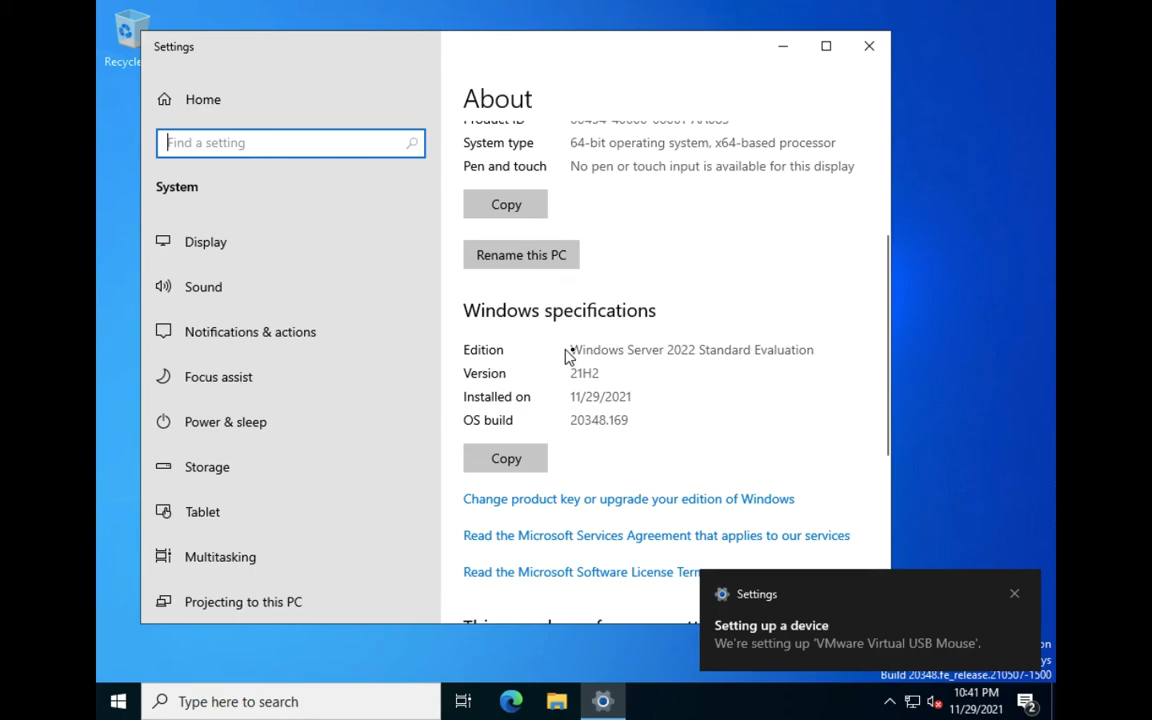 Recycle
Settings
Home
Find a setting
System
Display
Sound
Notifications & actions
Focus assist
Power & sleep
Storage
Tablet
Multitasking
Projecting to this PC
About
Product ID
System type 64-bit operating system, x64-based processor
Pen and touch No pen or touch input is available for this display
Copy
Rename this PC
Windows specifications
Edition Windows Server 2022 Standard Evaluation
Version 21H2
Installed on 11/29/2021
OS build 20348.169
Copy
Change product key or upgrade your edition of Windows
Read the Microsoft Services Agreement that applies to our services
Read the Microsoft Software License Term
Settings
Setting up a device
We're setting up 'VMware Virtual USB Mouse'.
on
ys
Build 20348.fe_release.210507-1500
Type here to search
10:41 PM
11/29/2021
2